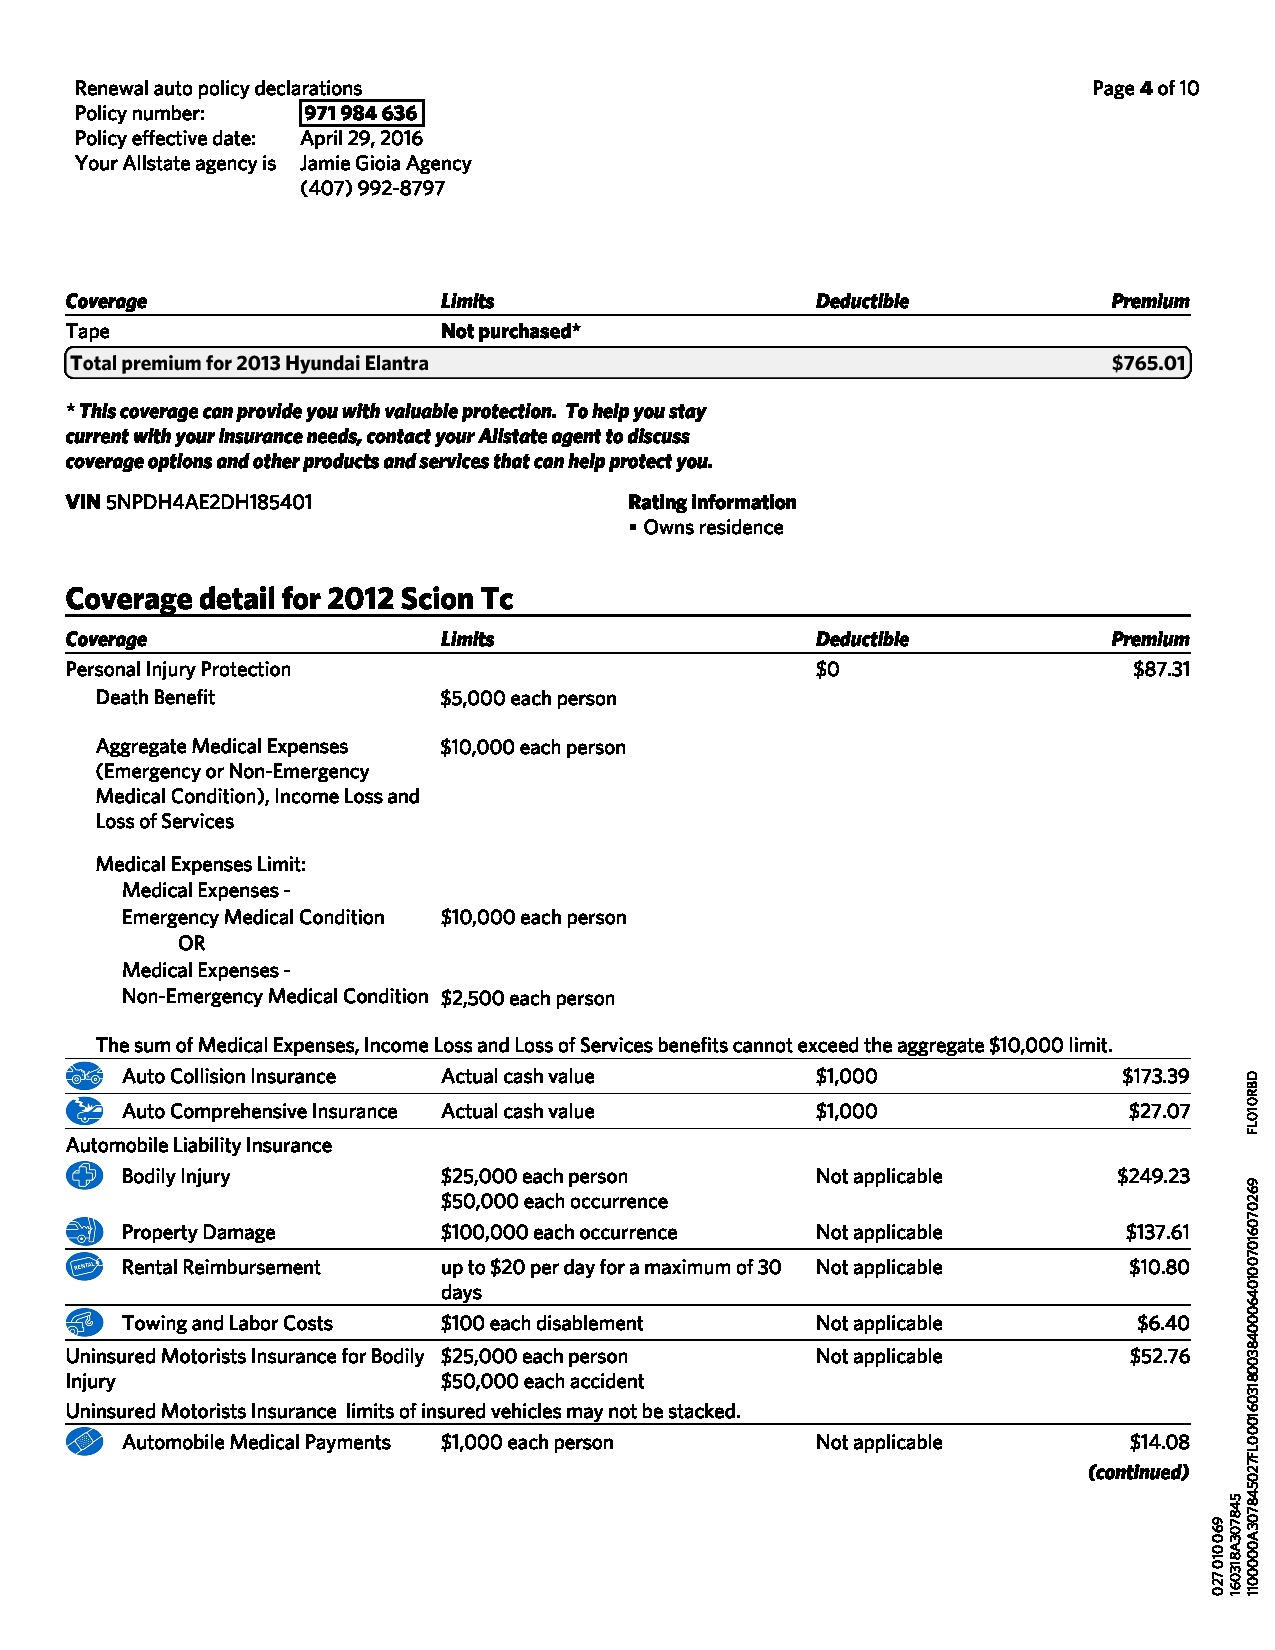 Renewal auto policy declarations Page 4 of 10
Policy number: 971 984 636
Policy effective date: April 29, 2016
Your Allstate agency is Jamie Gioia Agency
(407) 992-8797
Coverage Limits Deductible Premium
Tape Not purchased*
Total premium for 2013 Hyundai Elantra $765.01
* This coverage can provide you with valuable protection. To help you stay
current with your insurance needs, contact your Allstate agent to discuss
coverage options and other products and services that can help protect you.
VIN 5NPDH4AE2DH185401 Rating information
▪ Owns residence
Coverage detail for 2012 Scion Tc
Coverage Limits Deductible Premium
Personal Injury Protection $0 $87.31
Death Benefit $5,000 each person
Aggregate Medical Expenses $10,000 each person
(Emergency or Non-Emergency
Medical Condition), Income Loss and
Loss of Services
Medical Expenses Limit:
Medical Expenses -
Emergency Medical Condition $10,000 each person
OR
Medical Expenses -
Non-Emergency Medical Condition $2,500 each person
The sum of Medical Expenses, Income Loss and Loss of Services benefits cannot exceed the aggregate $10,000 limit.
Auto Collision Insurance Actual cash value $1,000 $173.39
Auto Comprehensive Insurance Actual cash value $1,000 $27.07
Automobile Liability Insurance
Bodily Injury $25,000 each person Not applicable $249.23
$50,000 each occurrence
Property Damage $100,000 each occurrence Not applicable $137.61
RENTAL Rental Reimbursement up to $20 per day for a maximum of 30 Not applicable $10.80
days
Towing and Labor Costs $100 each disablement Not applicable $6.40
Uninsured Motorists Insurance for Bodily $25,000 each person Not applicable $52.76
Injury $50,000 each accident
Uninsured Motorists Insurance limits of insured vehicles may not be stacked.
Automobile Medical Payments $1,000 each person Not applicable $14.08
(continued)
027 010 069
160318A307845
1100000A307845027FL00016031800384000640100701607026​9 FL010RBD